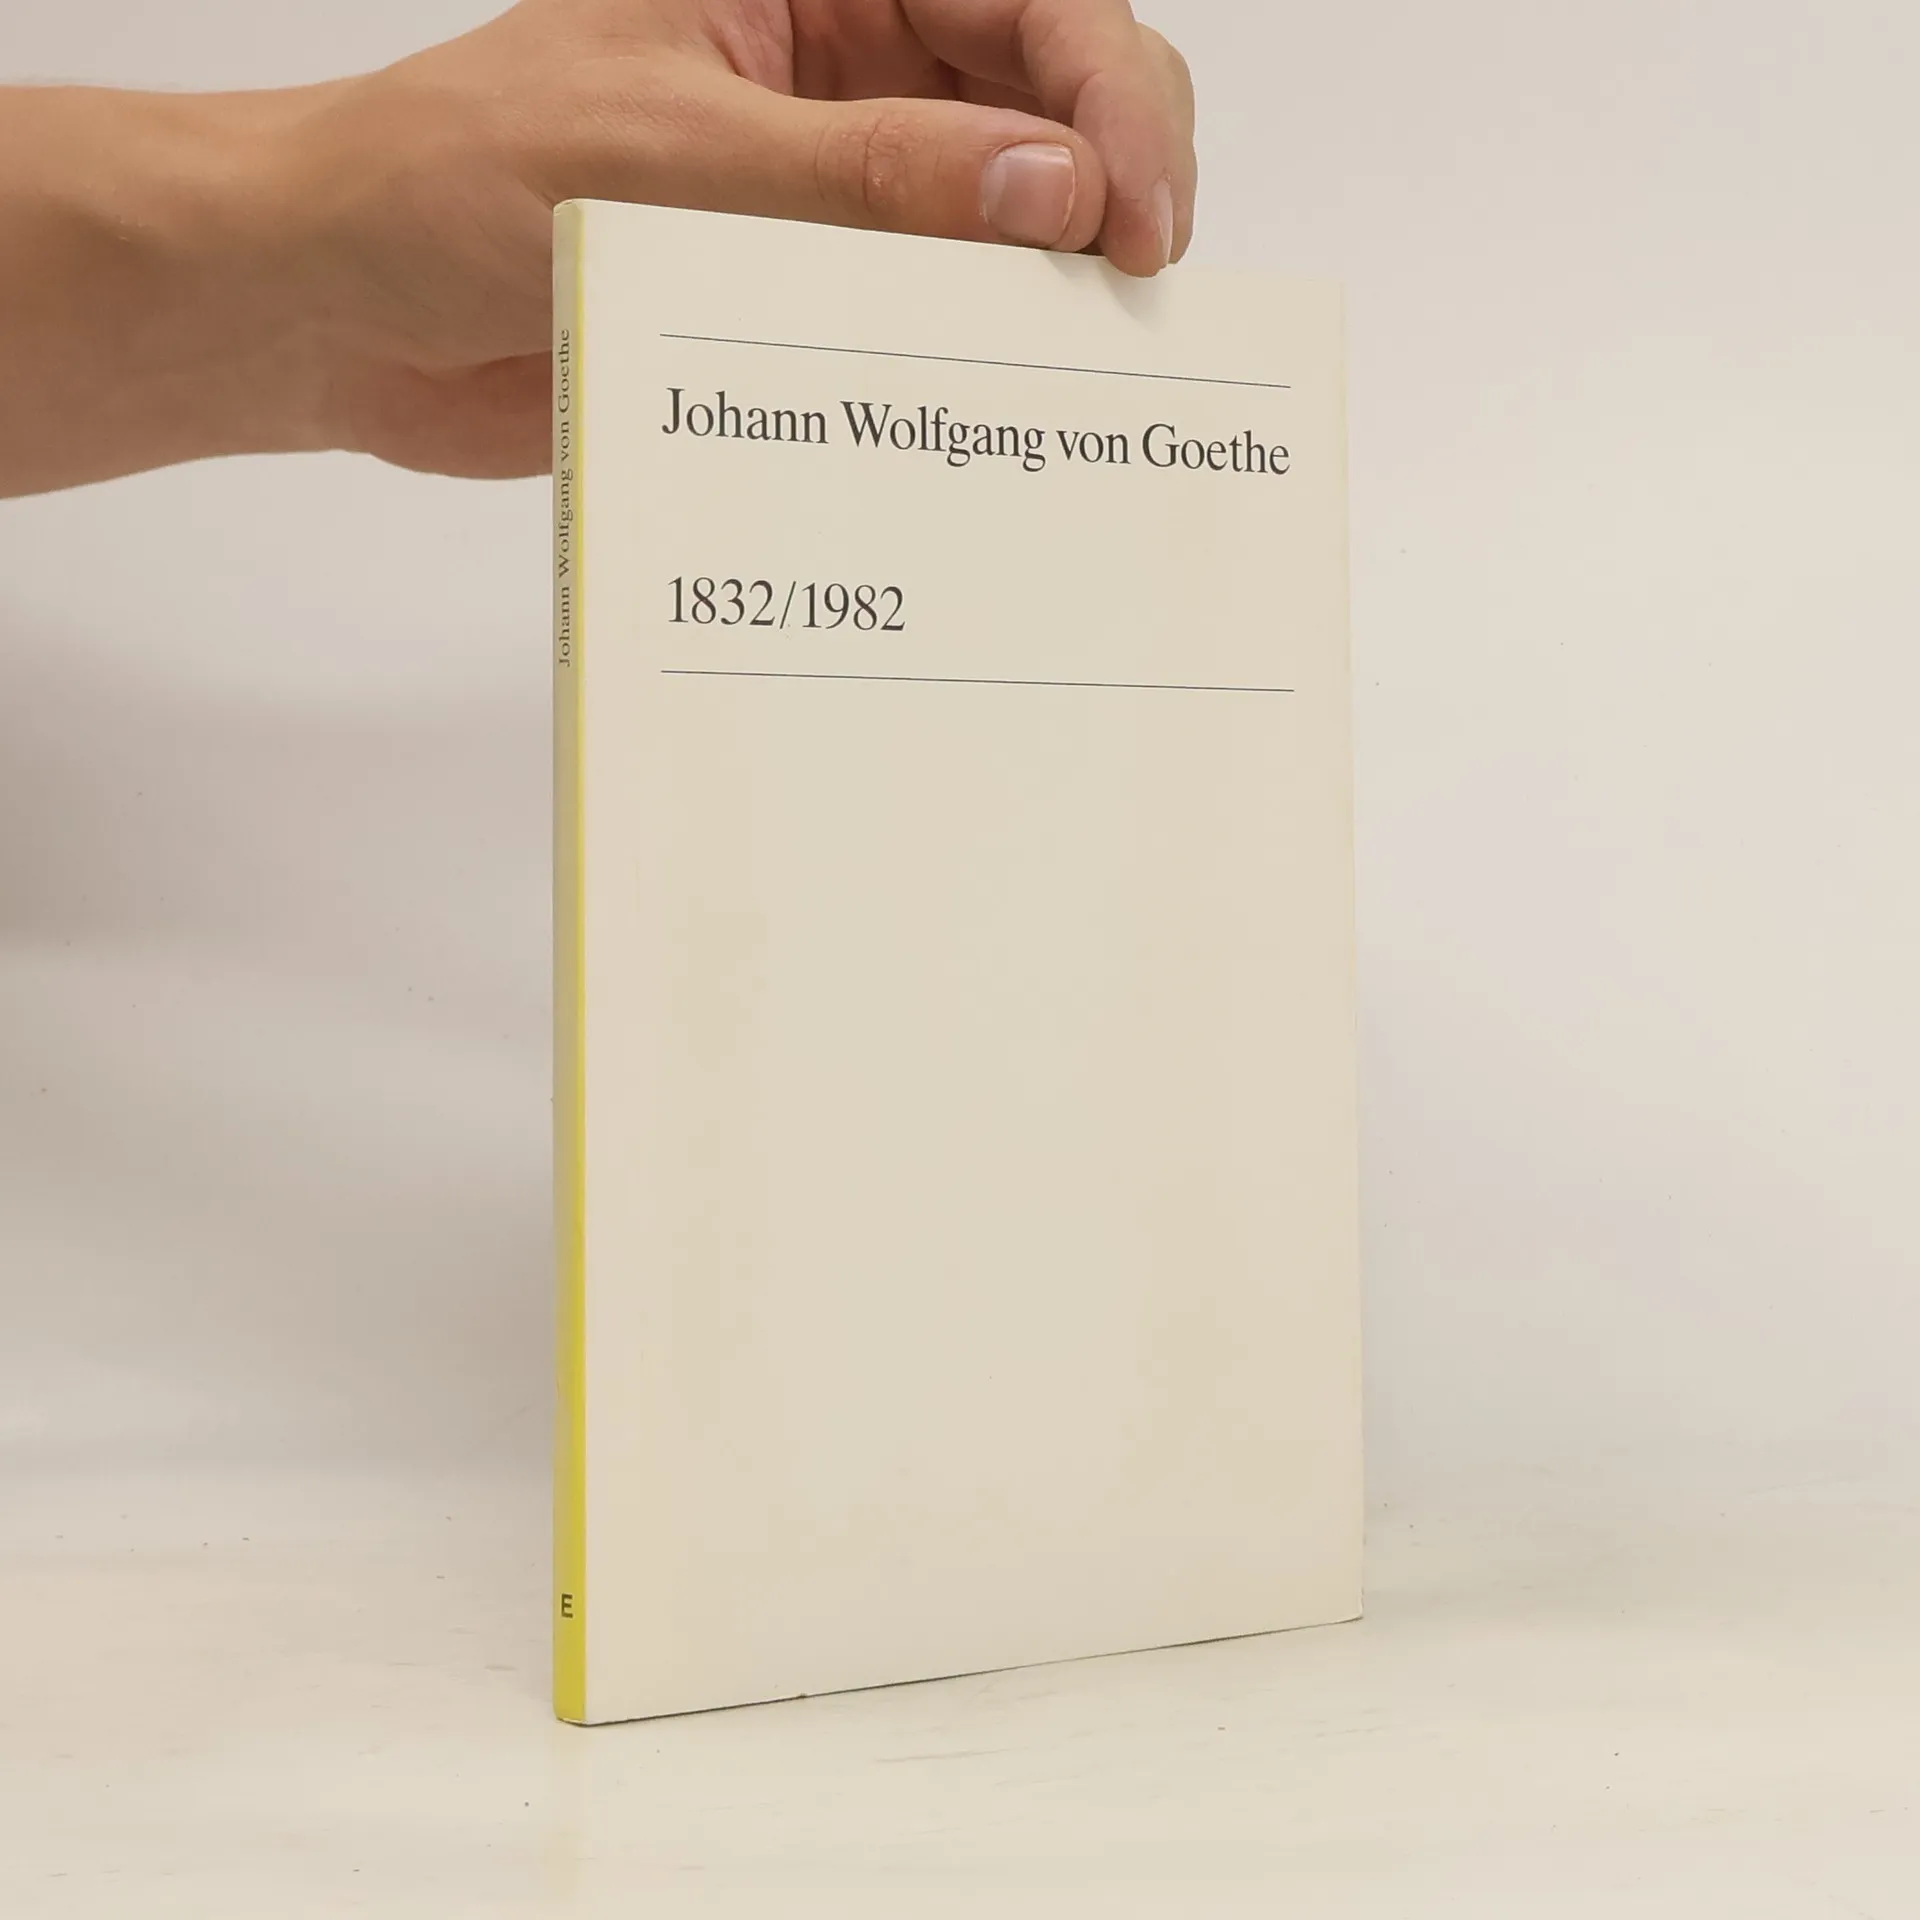 Johann Wolfgang von Goethe
1832/1982
Johann Wolfgang von Goethe
E